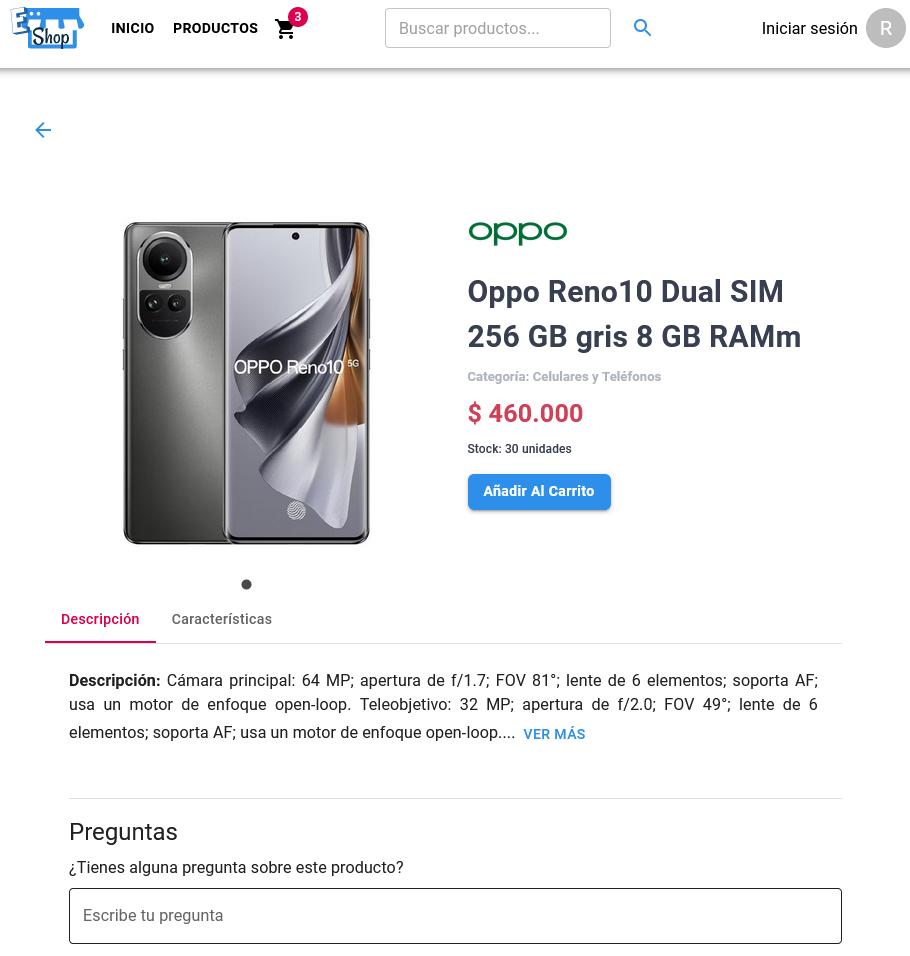 E Shop
INICIO
PRODUCTOS
3
Buscar productos...
Iniciar sesión
R
oppo
Oppo Reno10 Dual SIM
256 GB gris 8 GB RAMm
Categoría: Celulares y Teléfonos
$ 460.000
Stock: 30 unidades
Añadir Al Carrito
OPPO Reno10 5G
Descripción
Características
Descripción: Cámara principal: 64 MP; apertura de f/1.7; FOV 81°; lente de 6 elementos; soporta AF;
usa un motor de enfoque open-loop. Teleobjetivo: 32 MP; apertura de f/2.0; FOV 49°; lente de 6
elementos; soporta AF; usa un motor de enfoque open-loop.... VER MÁS
Preguntas
¿Tienes alguna pregunta sobre este producto?
Escribe tu pregunta